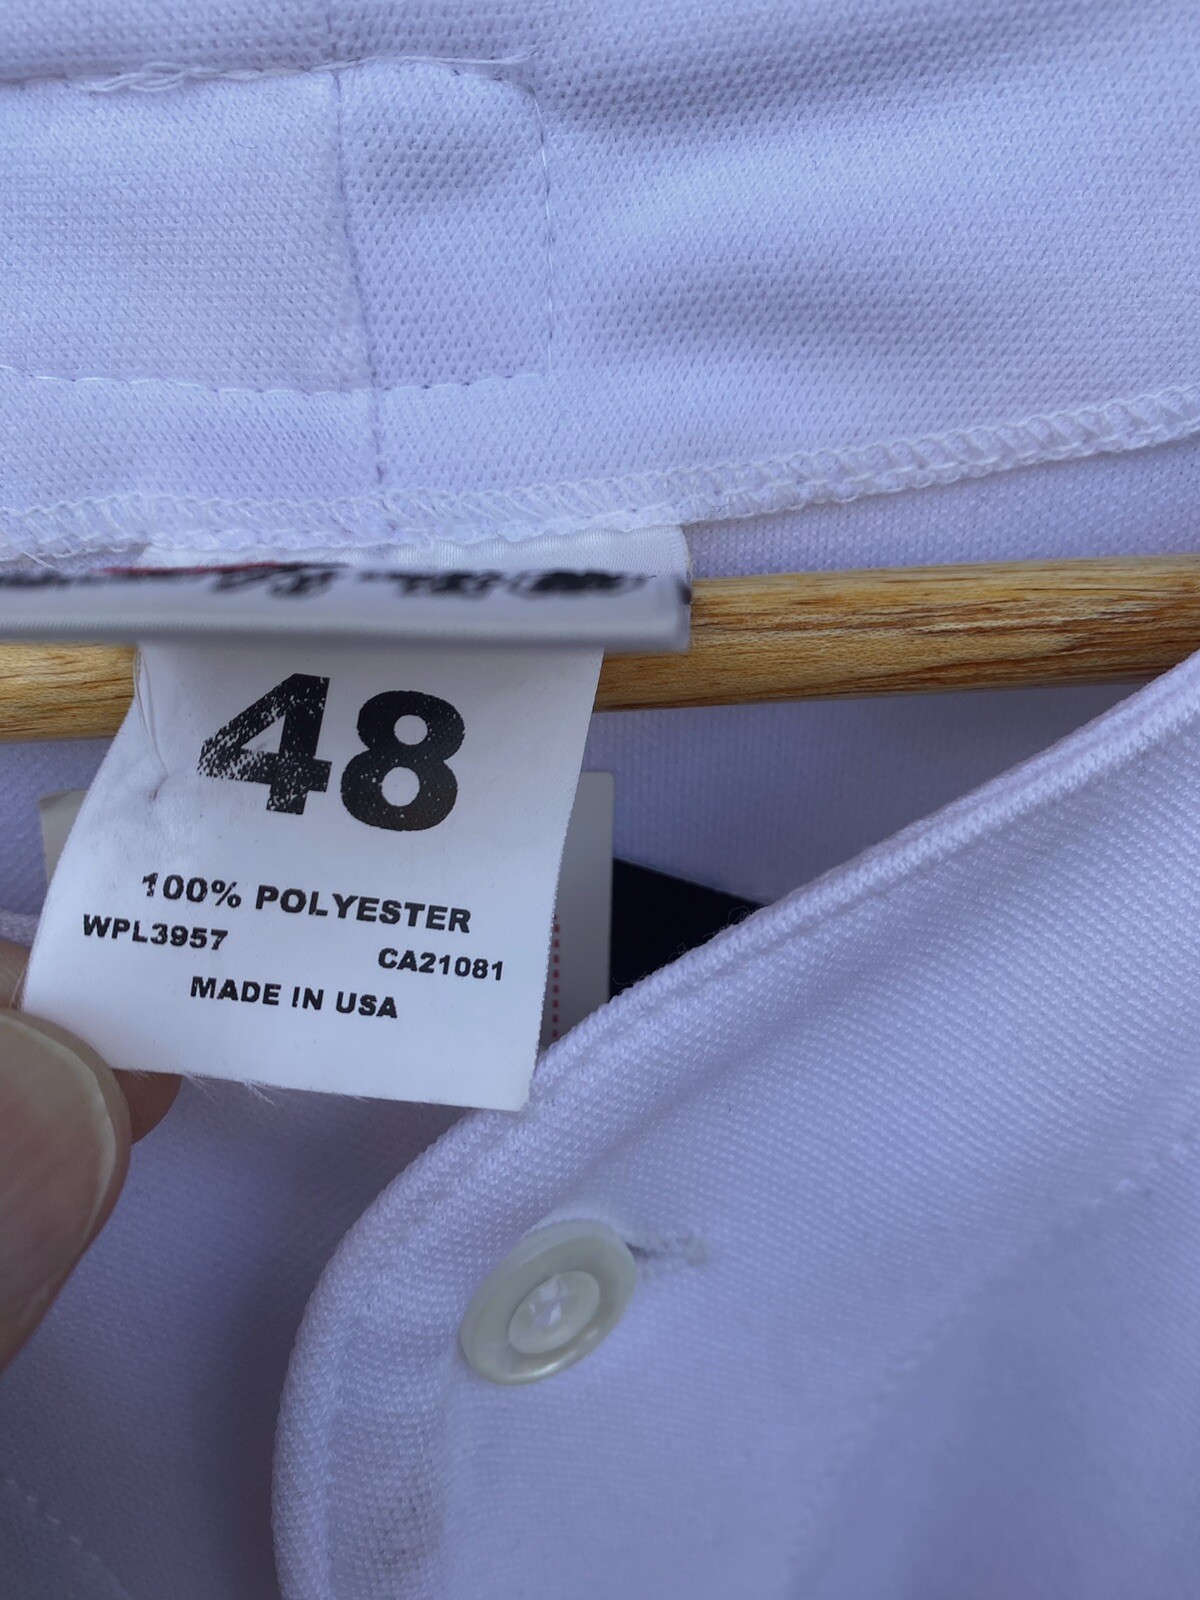 48
100% POLYESTER
WPL3957
CA21081
MADE IN USA